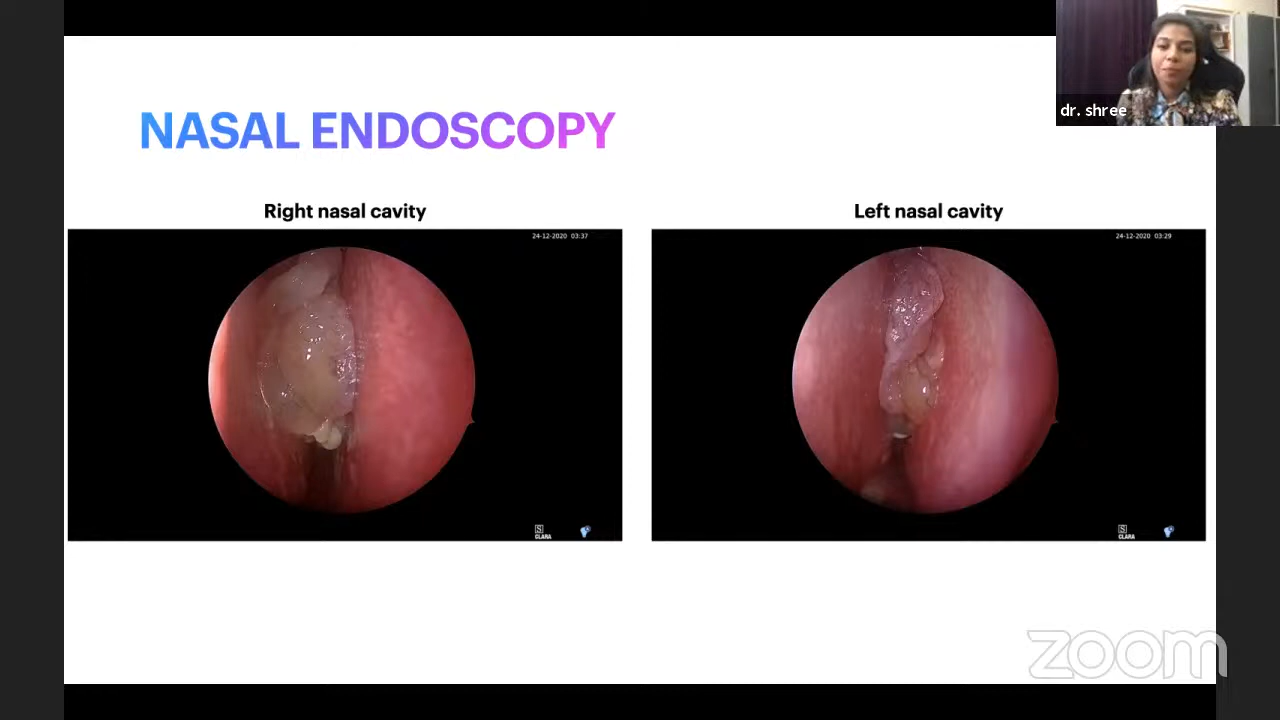 dr. shree
NASAL ENDOSCOPY
Right nasal cavity
Left nasal cavity
24-12-2020 03:37
24-12-2020 03:29
S
CLARA
S
CLARA
zoom